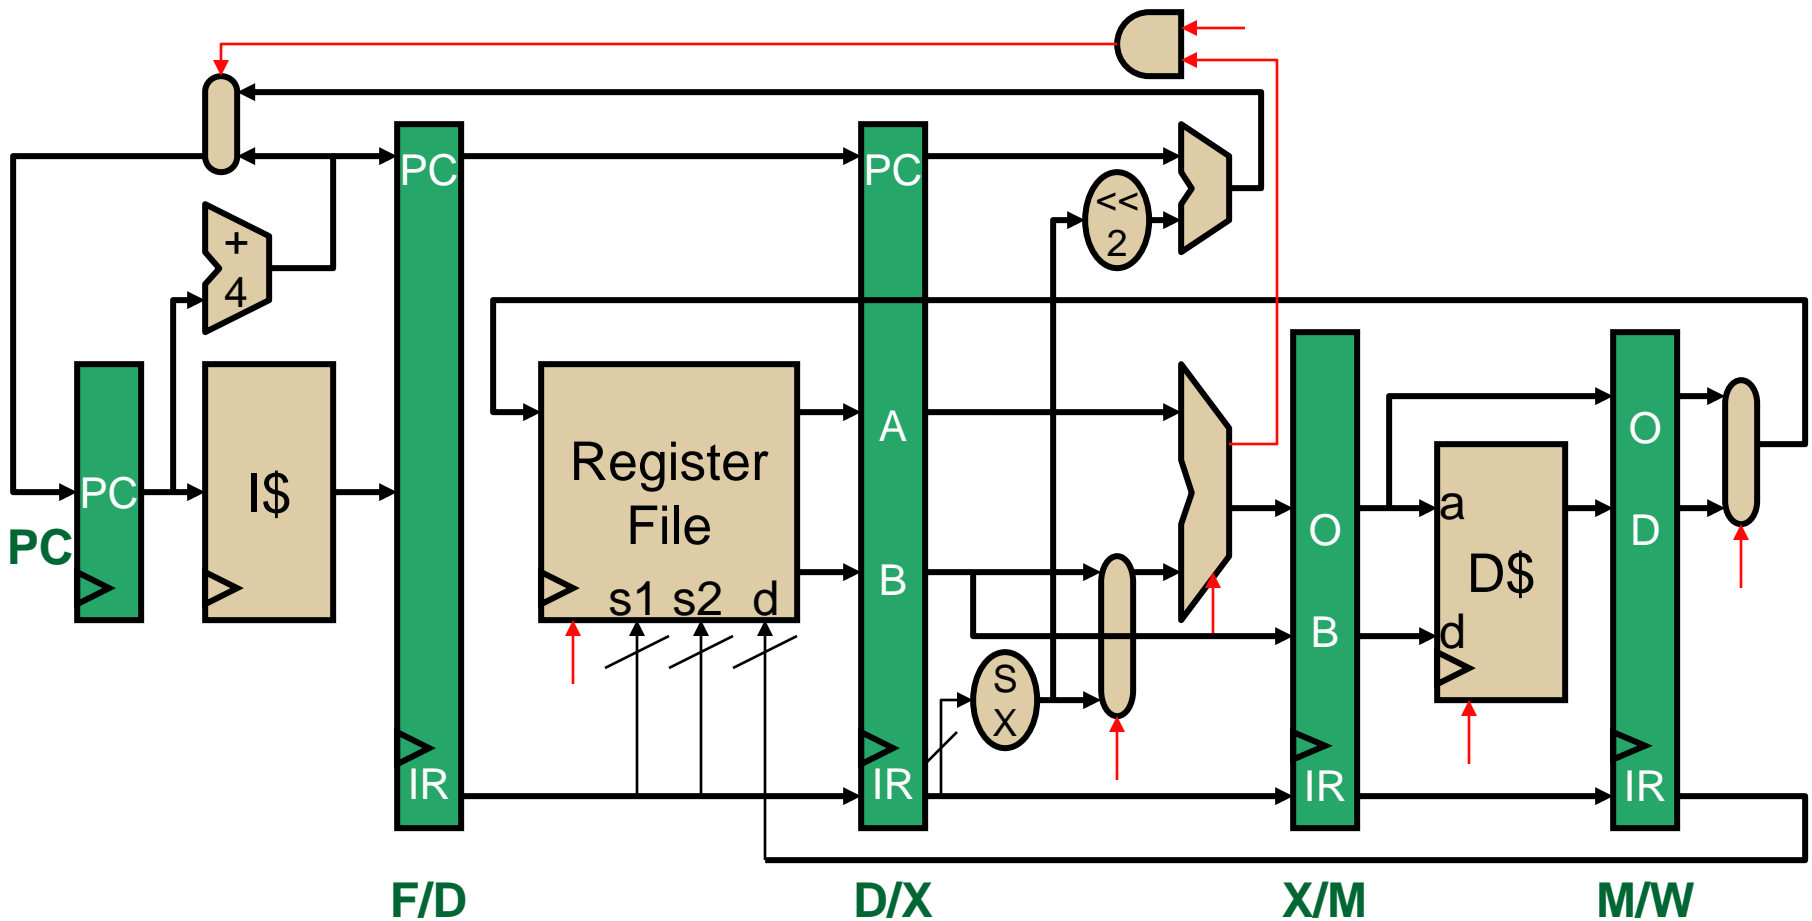 PC
PC
<<
2
+
4
PC
I$
PC
Register
File
s1 s2 d
A
B
S
X
O
B
a
D$
d
O
D
IR
IR
IR
IR
F/D
D/X
X/M
M/W